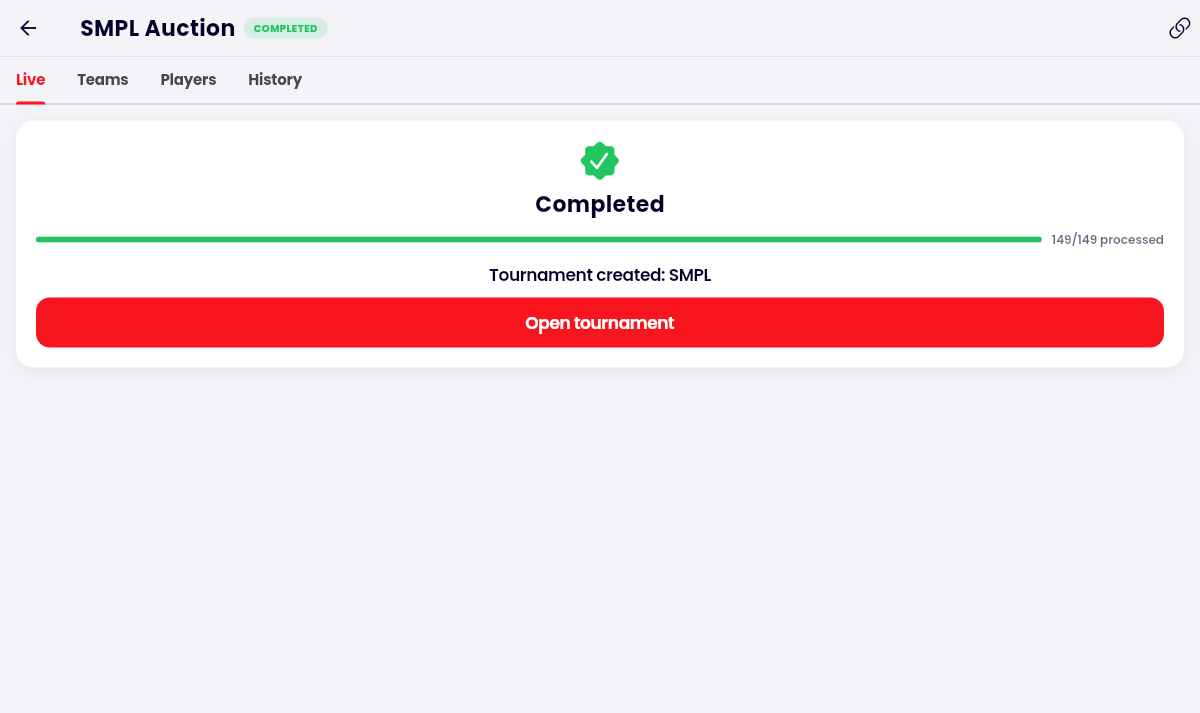 SMPL Auction COMPLETED
Live Teams Players History
Completed
149/149 processed
Tournament created: SMPL
Open tournament